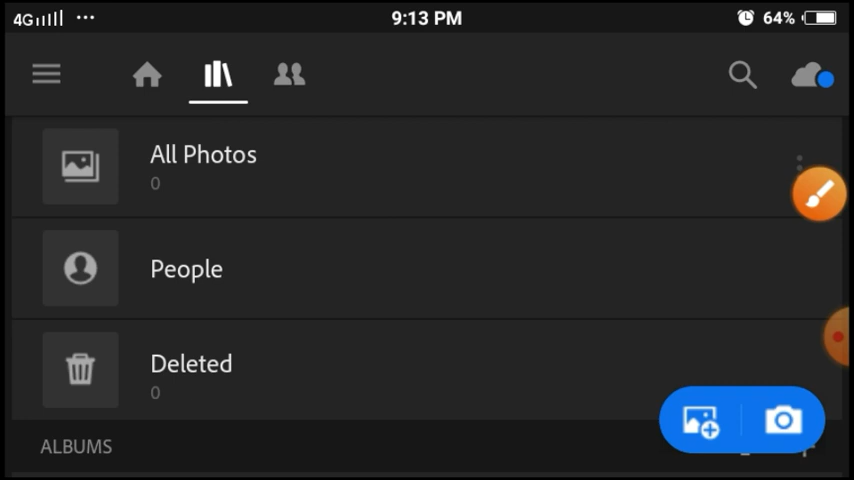 4G 9:13 PM 64%
All Photos
0
People
Deleted
0
ALBUMS